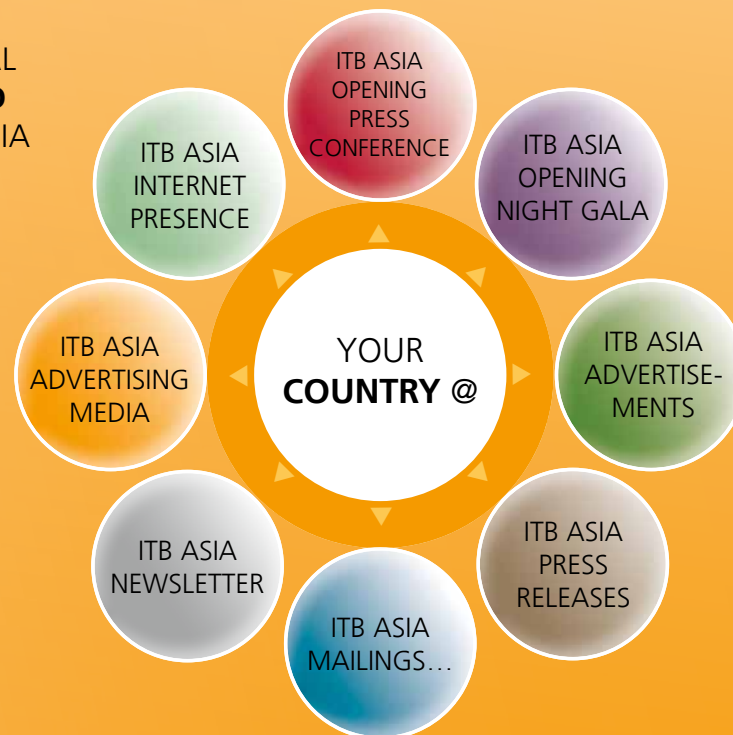 ITB ASIA
OPENING
PRESS
CONFERENCE
ITB ASIA
OPENING
NIGHT GALA
ITB ASIA
ADVERTISE-
MENTS
ITB ASIA
PRESS
RELEASES
ITB ASIA
MAILINGS…
ITB ASIA
NEWSLETTER
ITB ASIA
ADVERTISING
MEDIA
ITB ASIA
INTERNET
PRESENCE
YOUR
COUNTRY @